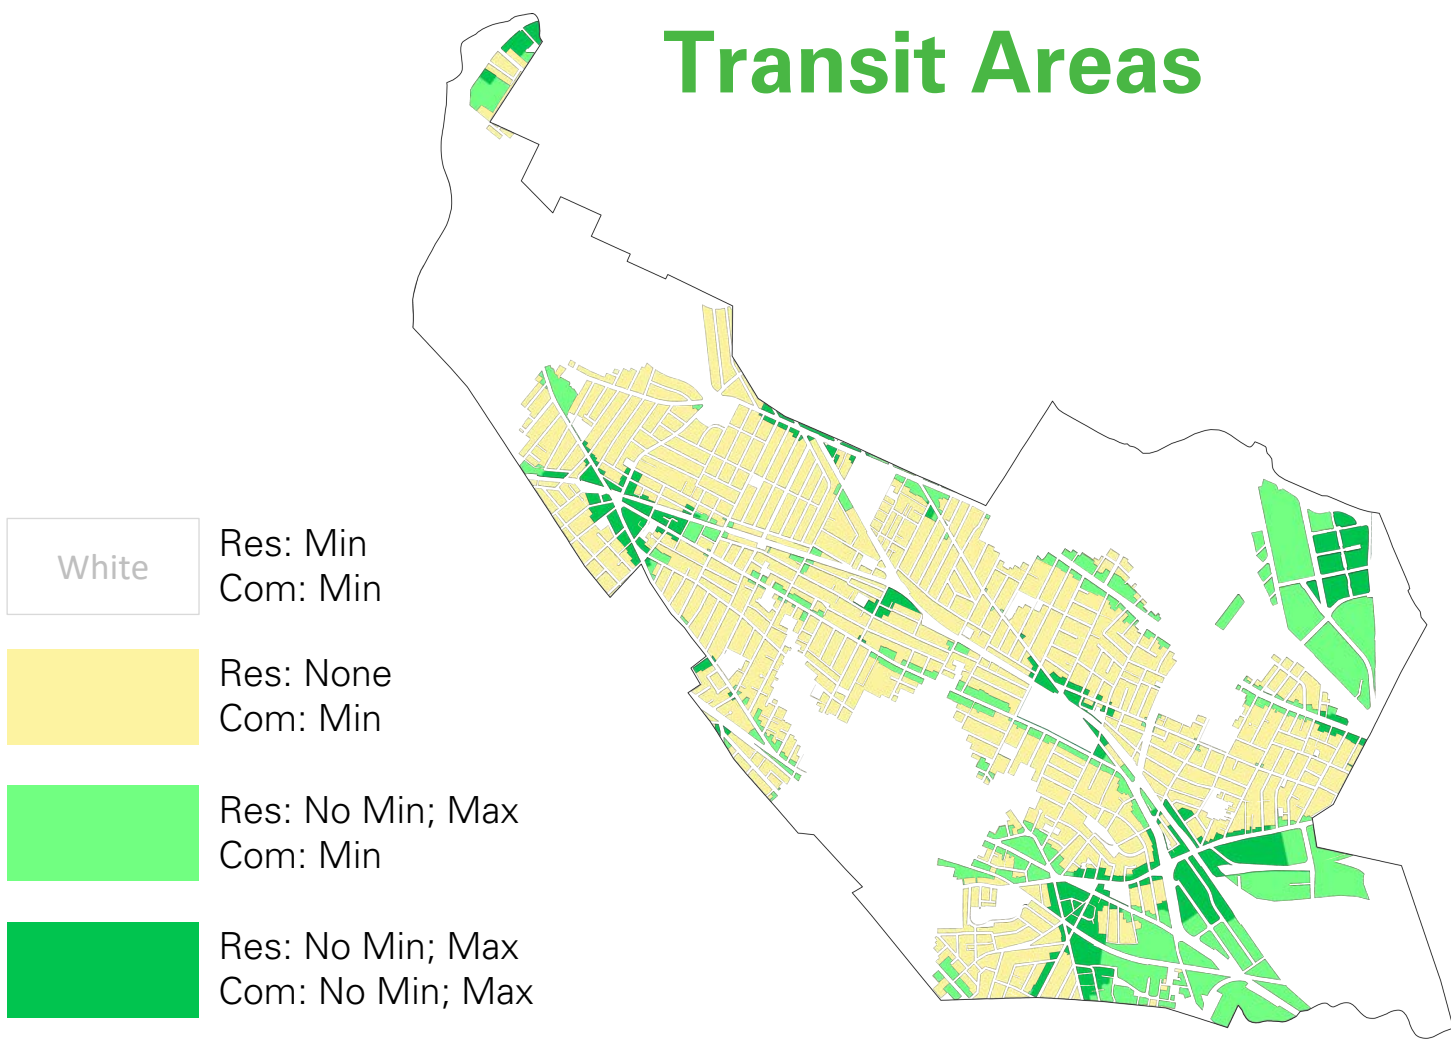 Transit Areas
White
Res: Min
Com: Min
Res: None
Com: Min
Res: No Min; Max
Com: Min
Res: No Min; Max
Com: No Min; Max